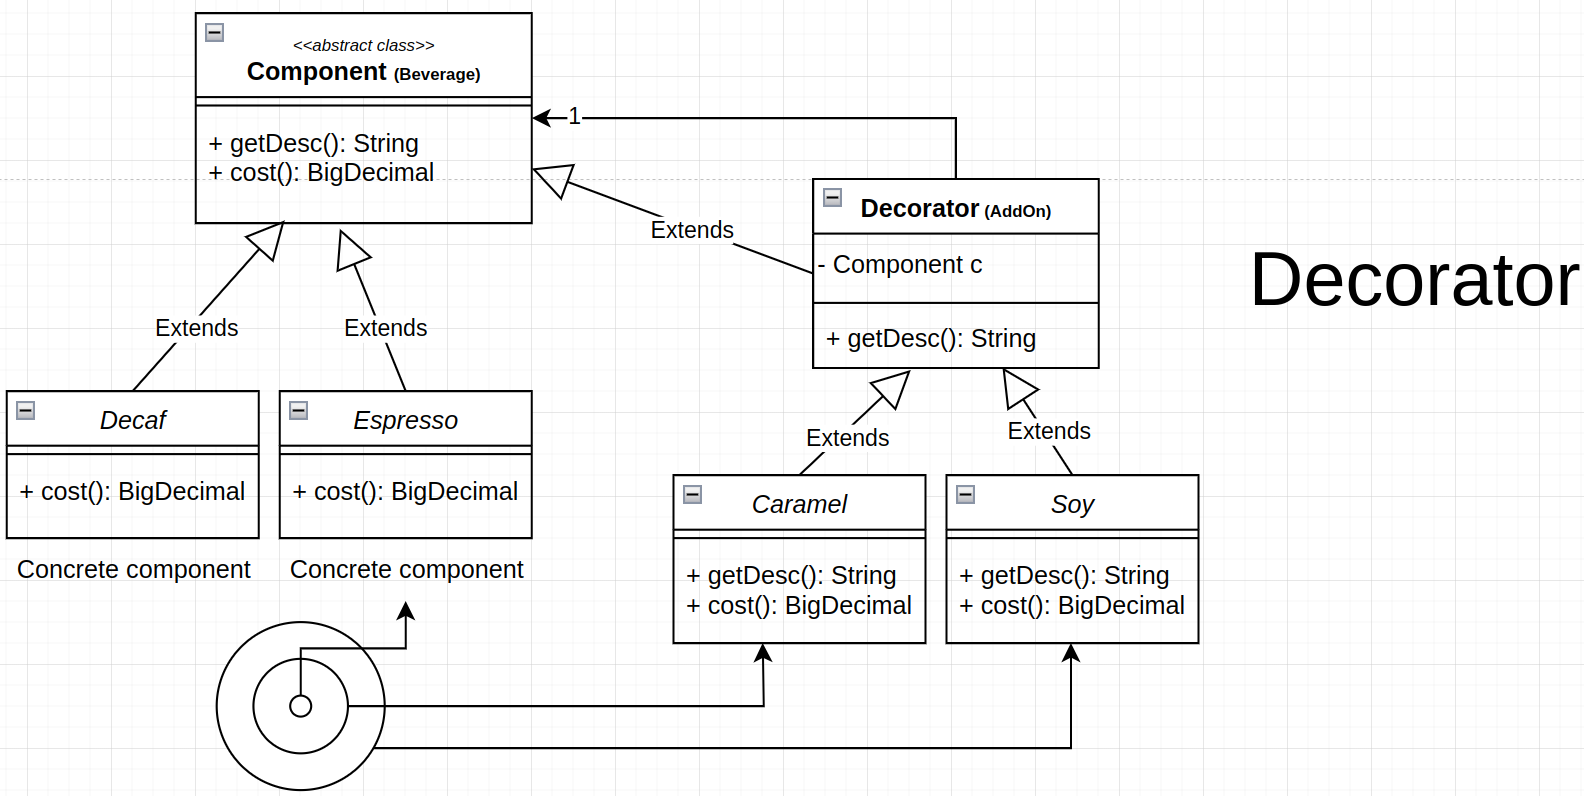 <<abstract class>>
Component (Beverage)
+ getDesc(): String
+ cost(): BigDecimal
1
Extends
Decorator (AddOn)
- Component c
+ getDesc(): String
Decorator
Extends
Extends
Decaf
+ cost(): BigDecimal
Concrete component
Espresso
+ cost(): BigDecimal
Concrete component
Extends
Extends
Caramel
+ getDesc(): String
+ cost(): BigDecimal
Soy
+ getDesc(): String
+ cost(): BigDecimal